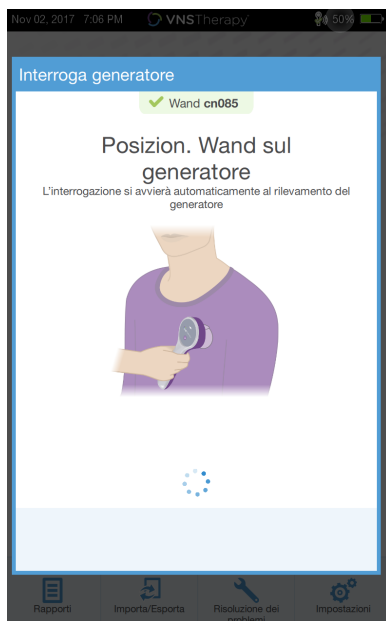 Nov 02, 2017 7:06 PM VNSTherapy 50%
Interroga generatore
Wand cn085
Posizion. Wand sul
generatore
L'interrogazione si avvierà automaticamente al rilevamento del
generatore
Rapporti Importa/Esporta Risoluzione dei Impostazioni
problemi